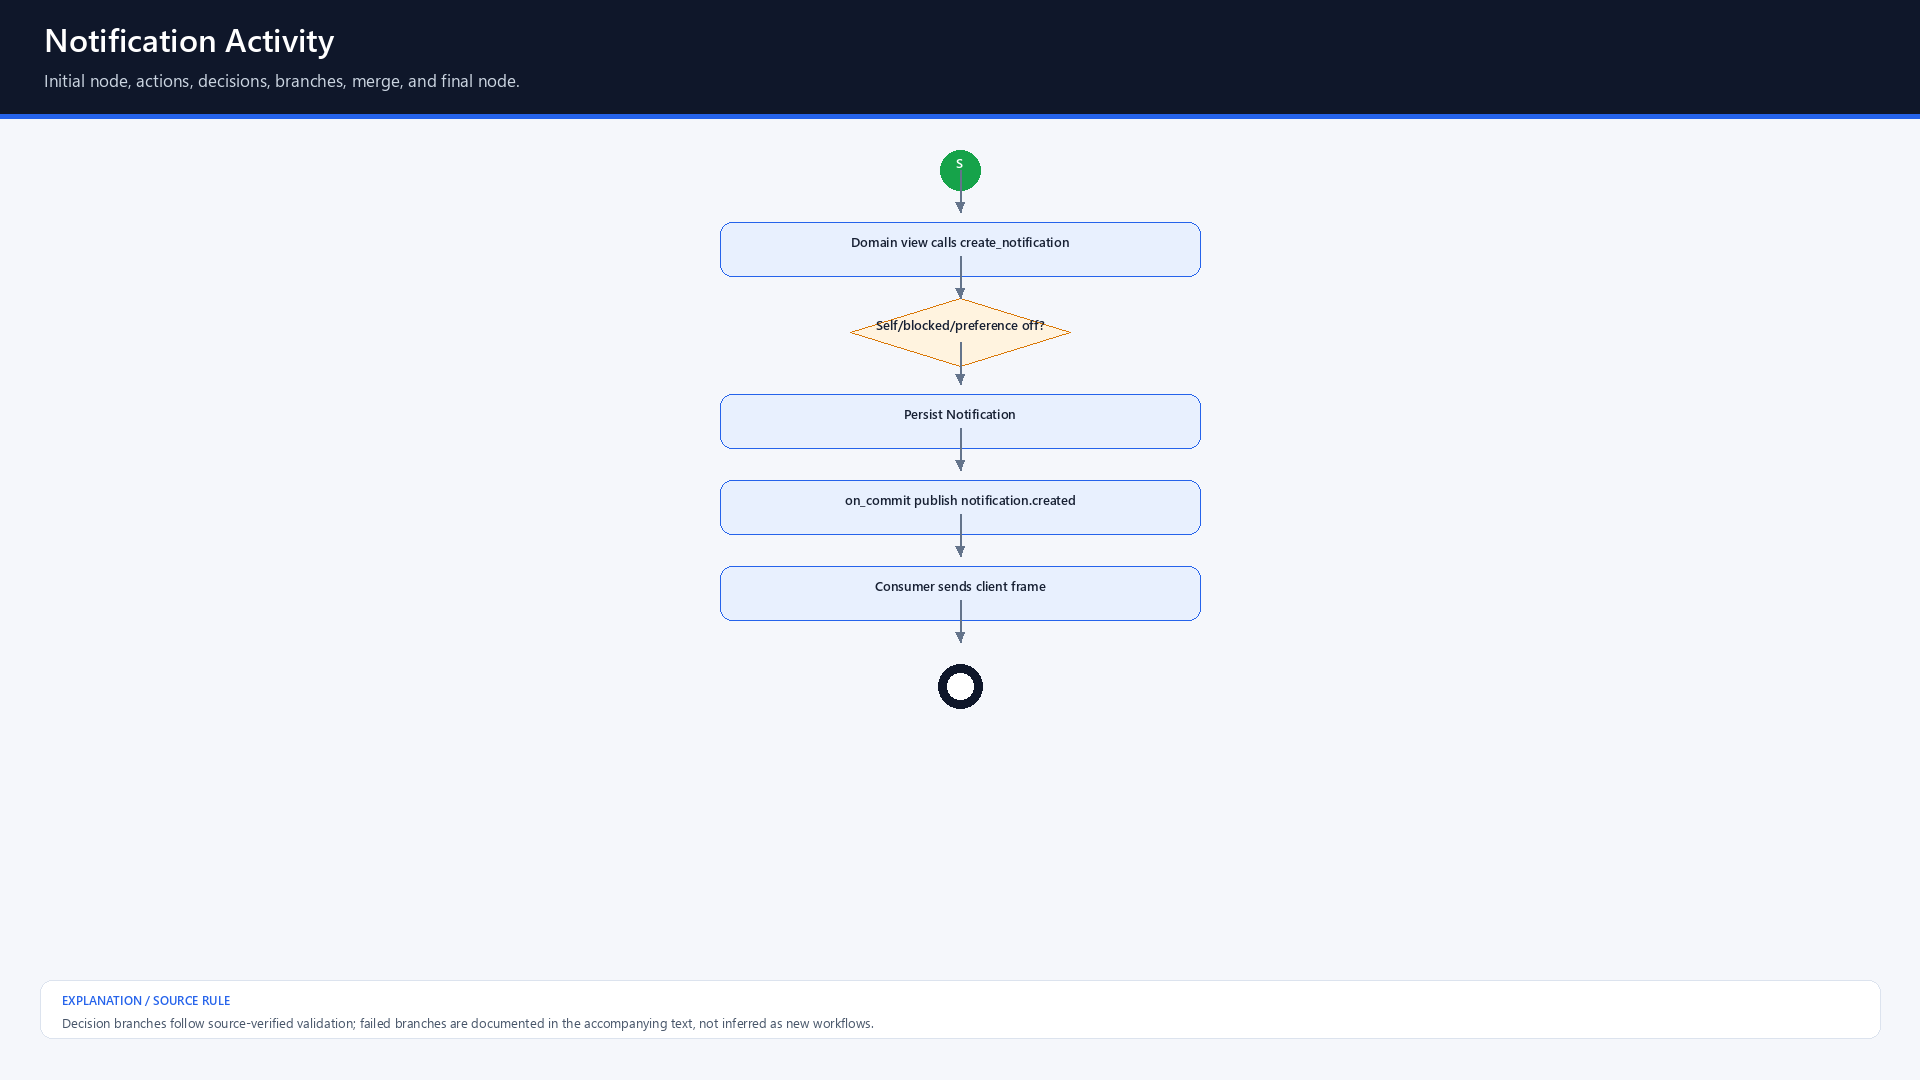 Notification Activity
Initial node, actions, decisions, branches, merge, and final node.
S
Domain view calls create_notification
Self/blocked/preference off?
Persist Notification
on_commit publish notification.created
Consumer sends client frame
EXPLANATION / SOURCE RULE
Decision branches follow source-verified validation; failed branches are documented in the accompanying text, not inferred as new workflows.